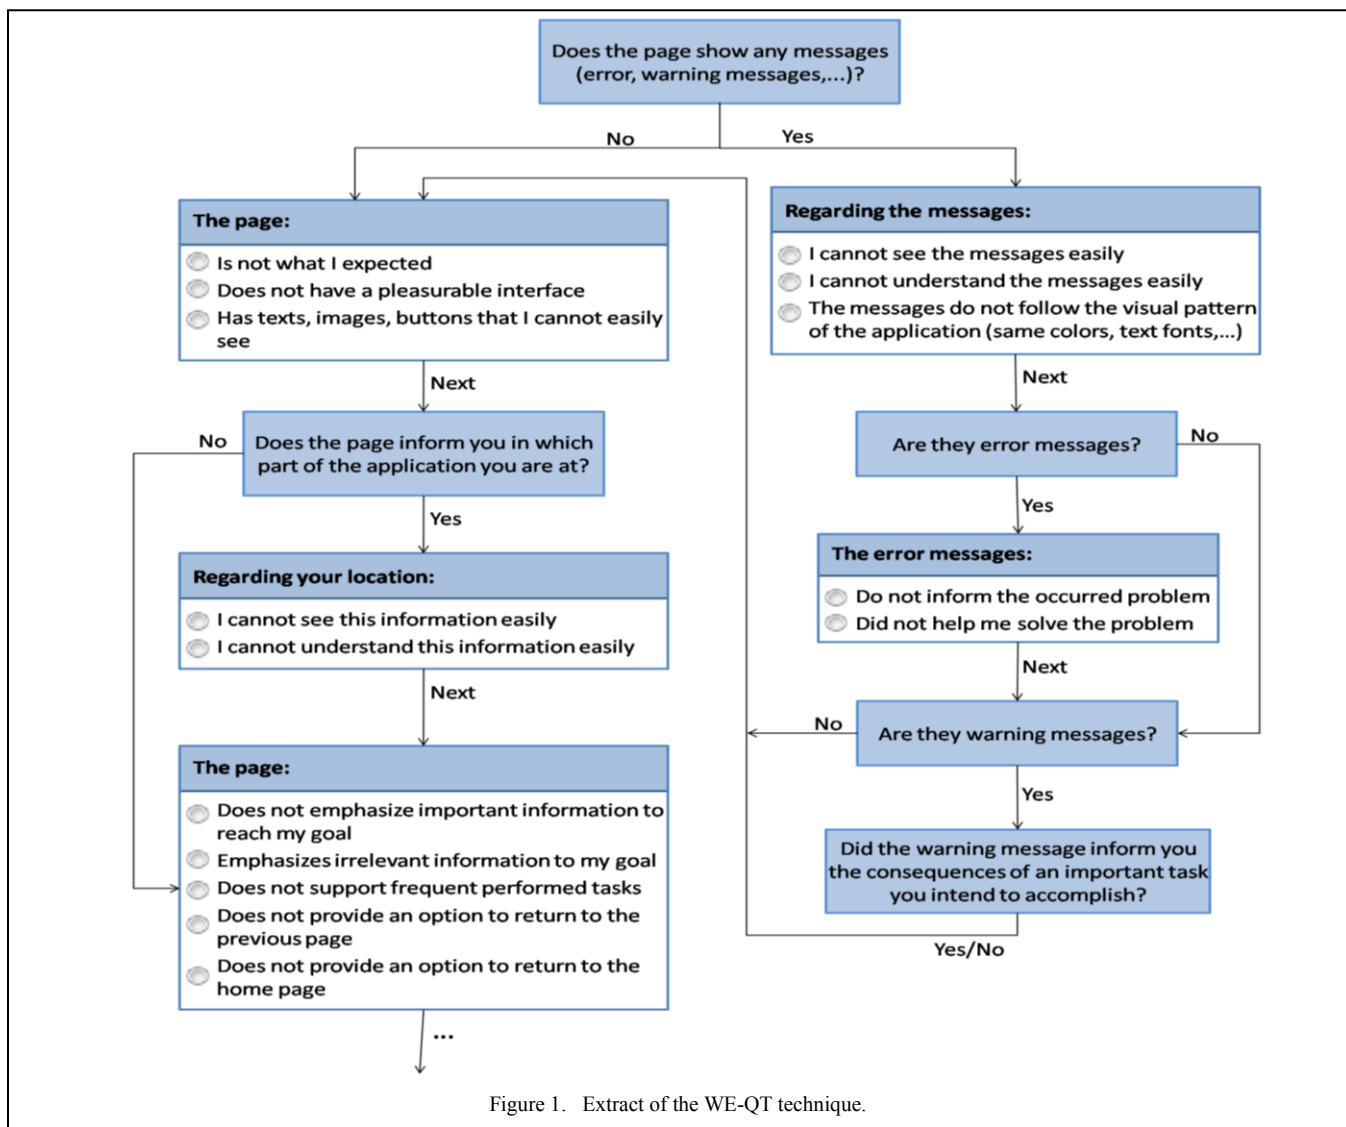 Does the page show any messages
(error, warning messages,...)?
No
Yes
The page:
Is not what I expected
Does not have a pleasurable interface
Has texts, images, buttons that I cannot easily
see
Next
No
Does the page inform you in which
part of the application you are at?
Yes
Regarding your location:
I cannot see this information easily
I cannot understand this information easily
Next
The page:
Does not emphasize important information to
reach my goal
Emphasizes irrelevant information to my goal
Does not support frequent performed tasks
Does not provide an option to return to the
previous page
Does not provide an option to return to the
home page
...
Regarding the messages:
I cannot see the messages easily
I cannot understand the messages easily
The messages do not follow the visual pattern
of the application (same colors, text fonts,...)
Next
Are they error messages?
No
Yes
The error messages:
Do not inform the occurred problem
Did not help me solve the problem
Next
No
Are they warning messages?
Yes
Did the warning message inform you
the consequences of an important task
you intend to accomplish?
Yes/No
Figure 1. Extract of the WE-QT technique.